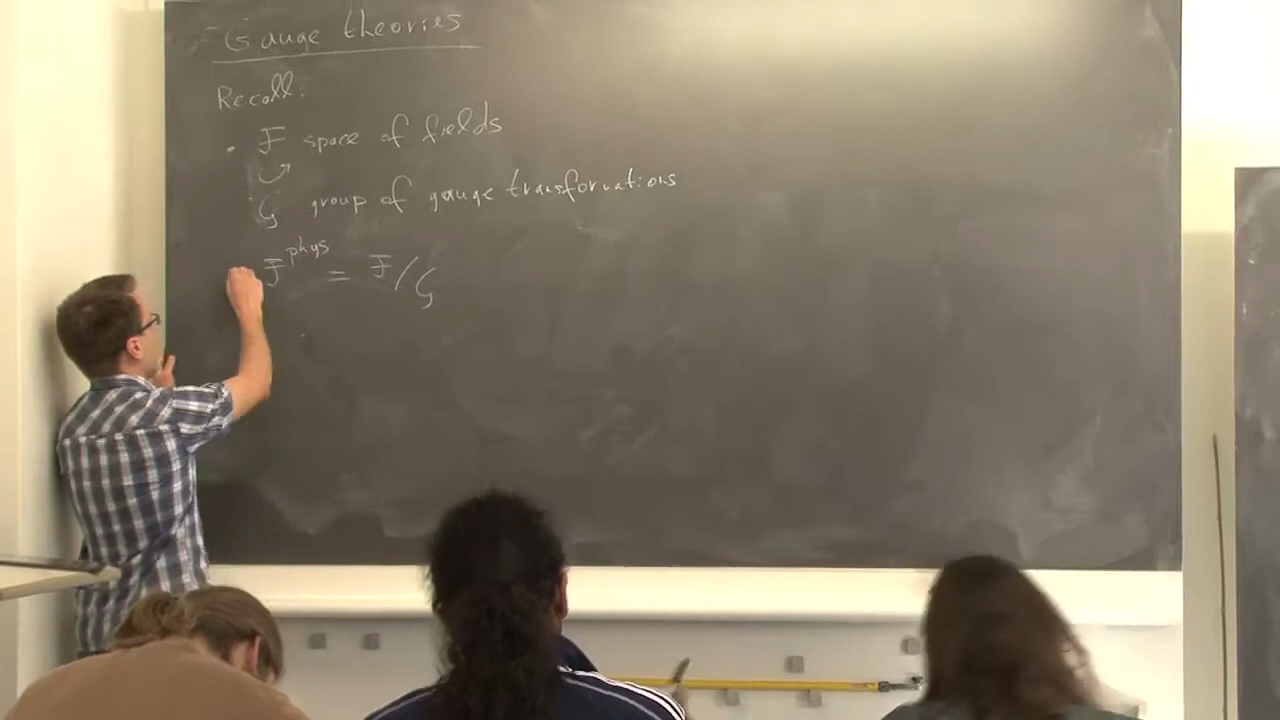 Gauge theories
Recall:
• F space of fields
G group of gauge transformations
F^phys = F/G